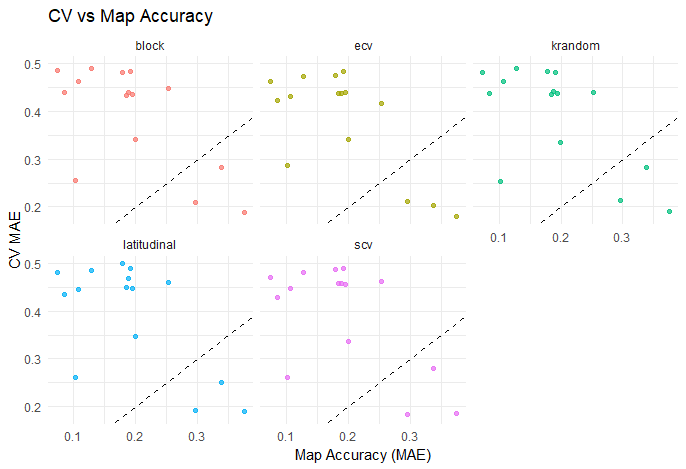 CV vs Map Accuracy
block
ecv
krandom
0.5
0.4
0.3
0.2
0.1
0.2
0.3
CV MAE
latitudinal
scv
0.5
0.4
0.3
0.2
0.1
0.2
0.3
0.1
0.2
0.3
Map Accuracy (MAE)